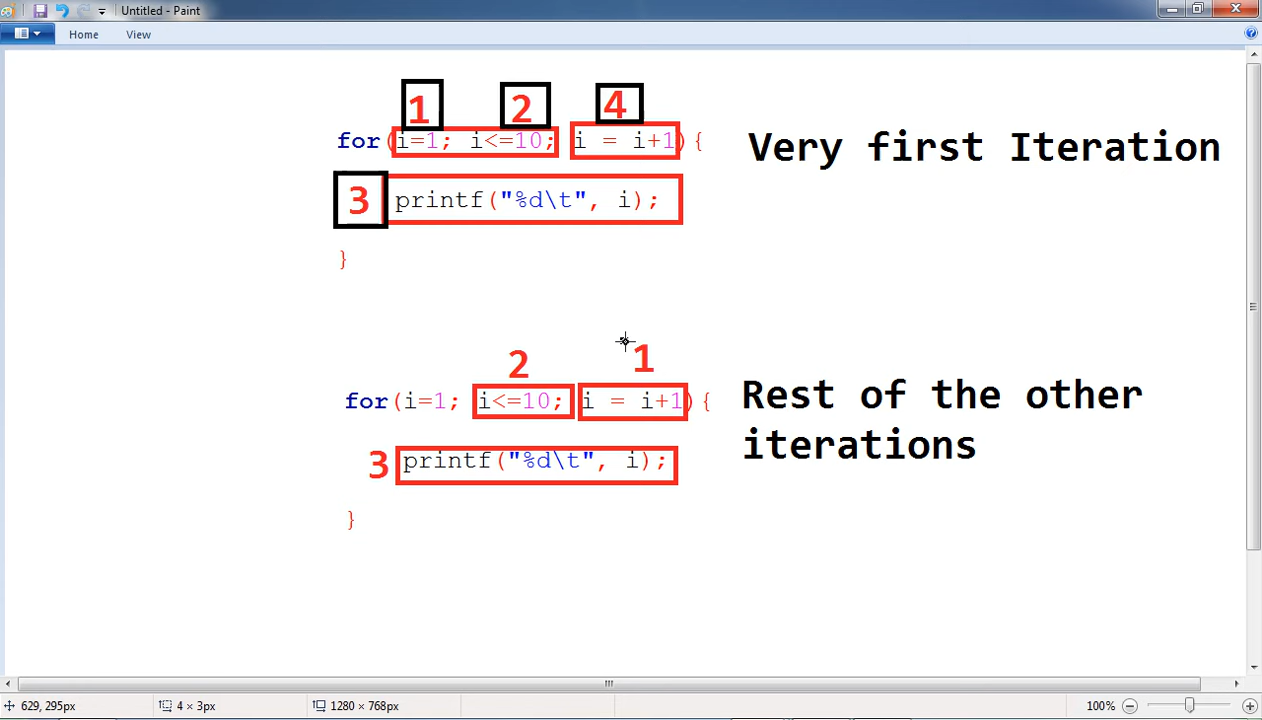 Untitled - Paint
Home View
1 2 4
for(i=1; i<=10; i = i+1){ Very first Iteration
3 printf("%d\t", i);
}
2 1
for(i=1; i<=10; i = i+1){ Rest of the other
iterations
3 printf("%d\t", i);
}
629, 295px 4 × 3px 1280 × 768px 100%